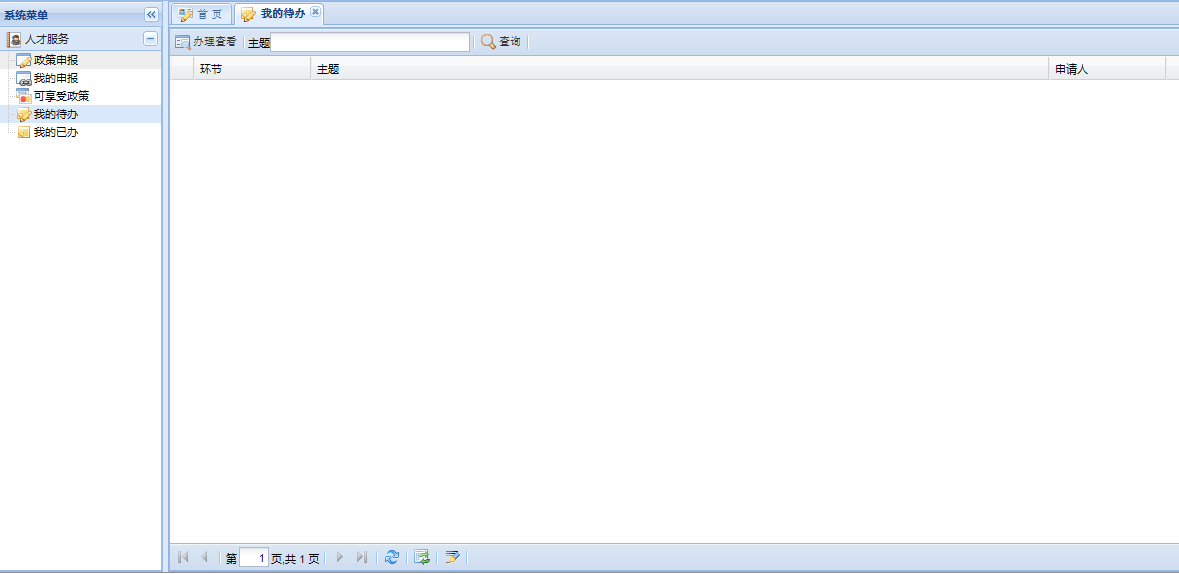 系统菜单
人才服务
政策申报
我的申报
可享受政策
我的待办
我的已办
首 页
我的待办
办理查看
主题
查询
环节
主题
申请人
第 1 页,共 1 页